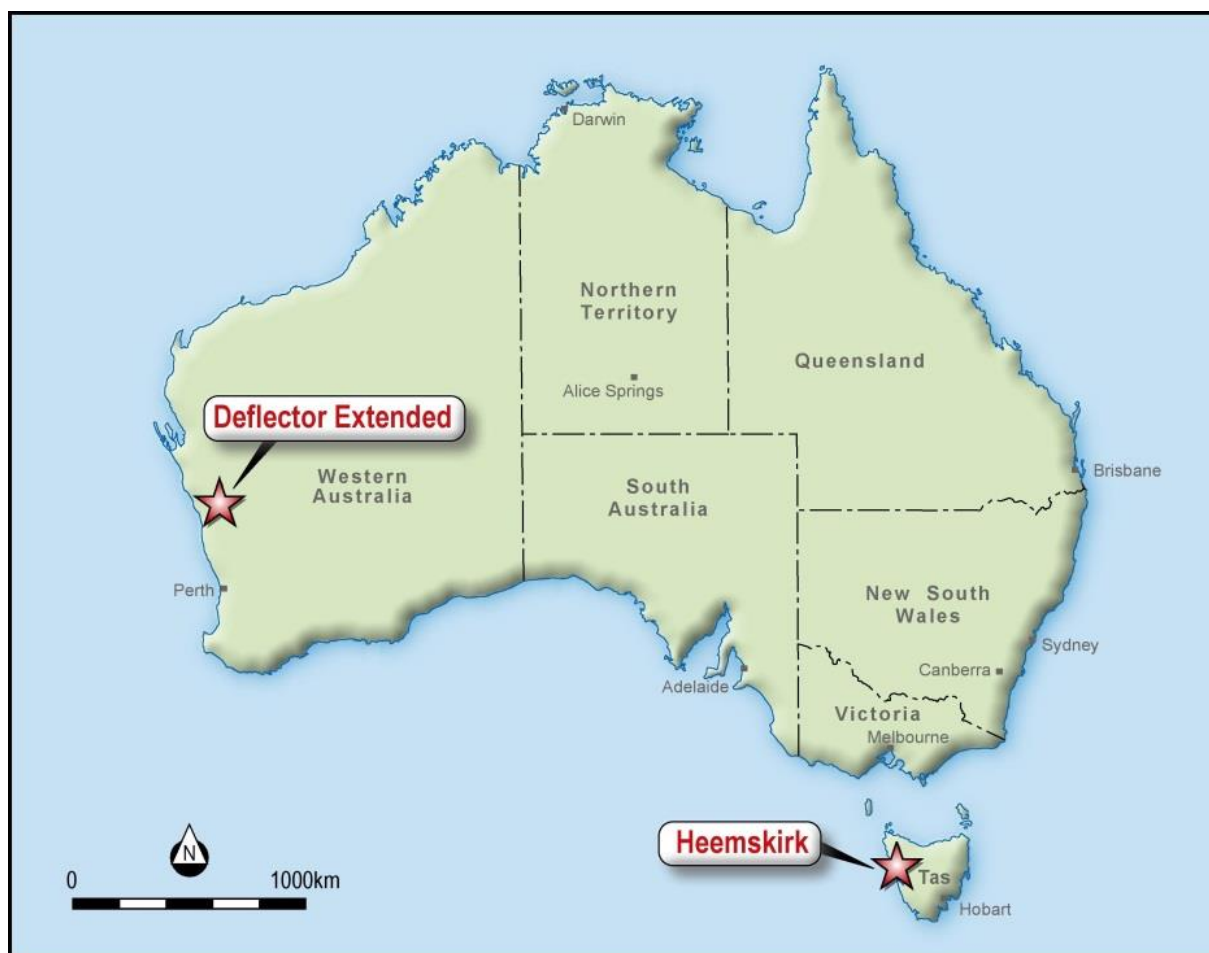 Darwin
Northern
Territory
Queensland
Alice Springs
Deflector Extended
Western
Australia
South
Australia
Brisbane
Perth
New South
Wales
Sydney
Canberra
Adelaide
Victoria
Melbourne
Heemskirk
Tas
Hobart
N
0 1000km